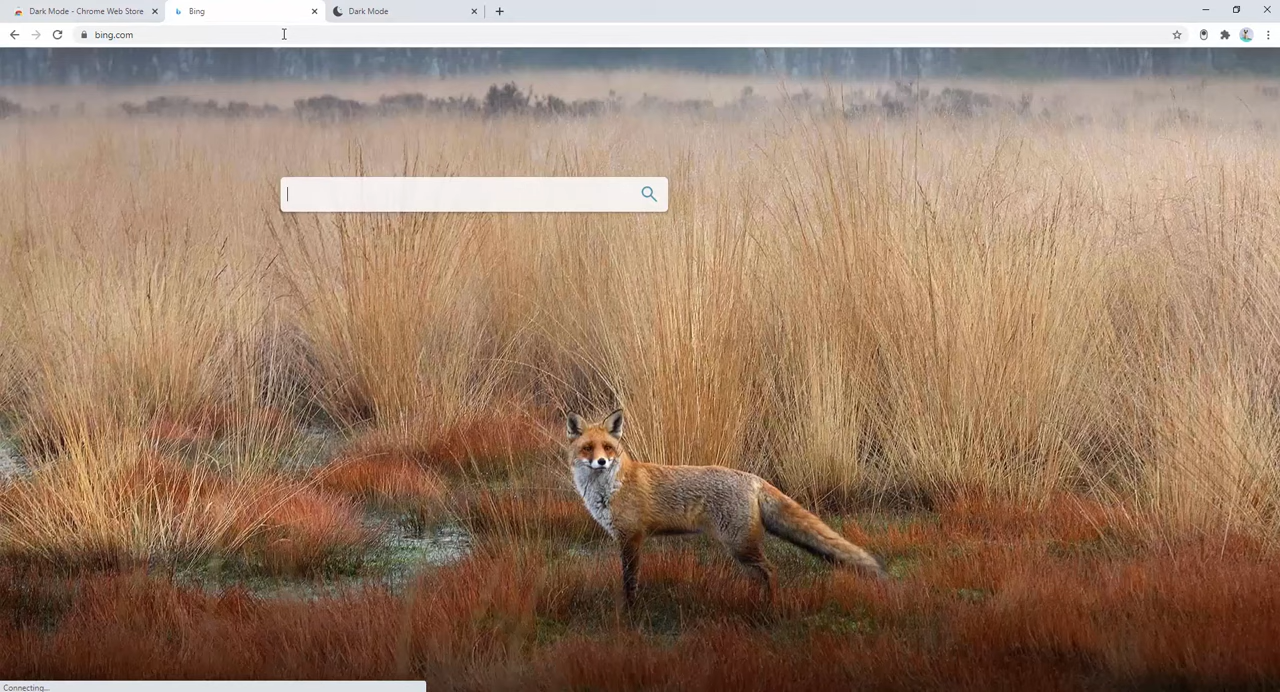 Dark Mode - Chrome Web Store
Bing
Dark Mode
bing.com
Connecting...